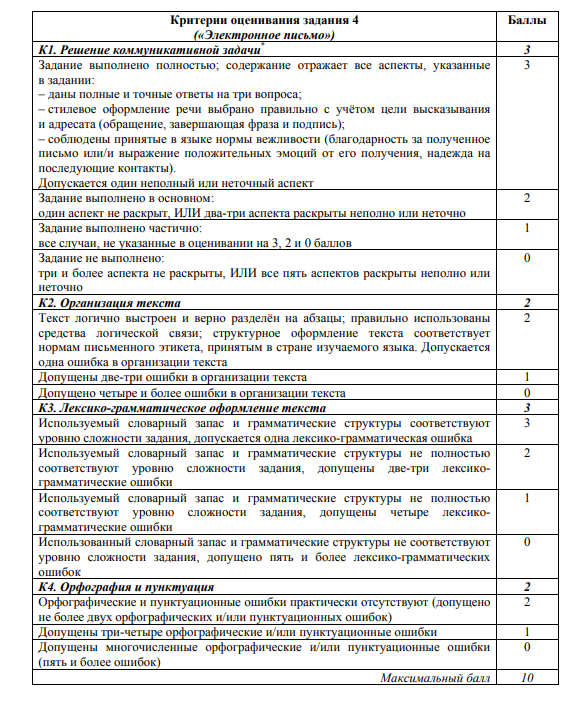 Критерии оценивания задания 4 Баллы
(«Электронное письмо»)
К1. Решение коммуникативной задачи* 3
Задание выполнено полностью; содержание отражает все аспекты, указанные 3
в задании:
– даны полные и точные ответы на три вопроса;
– стилевое оформление речи выбрано правильно с учётом цели высказывания
и адресата (обращение, завершающая фраза и подпись);
– соблюдены принятые в языке нормы вежливости (благодарность за полученное
письмо или/и выражение положительных эмоций от его получения, надежда на
последующие контакты).
Допускается один неполный или неточный аспект
Задание выполнено в основном: 2
один аспект не раскрыт, ИЛИ два-три аспекта раскрыты неполно или неточно
Задание выполнено частично: 1
все случаи, не указанные в оценивании на 3, 2 и 0 баллов
Задание не выполнено: 0
три и более аспекта не раскрыты, ИЛИ все пять аспектов раскрыты неполно или
неточно
К2. Организация текста 2
Текст логично выстроен и верно разделён на абзацы; правильно использованы 2
средства логической связи; структурное оформление текста соответствует
нормам письменного этикета, принятым в стране изучаемого языка. Допускается
одна ошибка в организации текста
Допущены две-три ошибки в организации текста 1
Допущено четыре и более ошибки в организации текста 0
К3. Лексико-грамматическое оформление текста 3
Используемый словарный запас и грамматические структуры соответствуют 3
уровню сложности задания, допускается одна лексико-грамматическая ошибка
Используемый словарный запас и грамматические структуры не полностью 2
соответствуют уровню сложности задания, допущены две-три лексико-
грамматические ошибки
Используемый словарный запас и грамматические структуры не полностью 1
соответствуют уровню сложности задания, допущены четыре лексико-
грамматические ошибки
Использованный словарный запас и грамматические структуры не соответствуют 0
уровню сложности задания, допущено пять и более лексико-грамматических
ошибок
К4. Орфография и пунктуация 2
Орфографические и пунктуационные ошибки практически отсутствуют (допущено 2
не более двух орфографических и/или пунктуационных ошибок)
Допущены три-четыре орфографические и/или пунктуационные ошибки 1
Допущены многочисленные орфографические и/или пунктуационные ошибки 0
(пять и более ошибок)
Максимальный балл 10